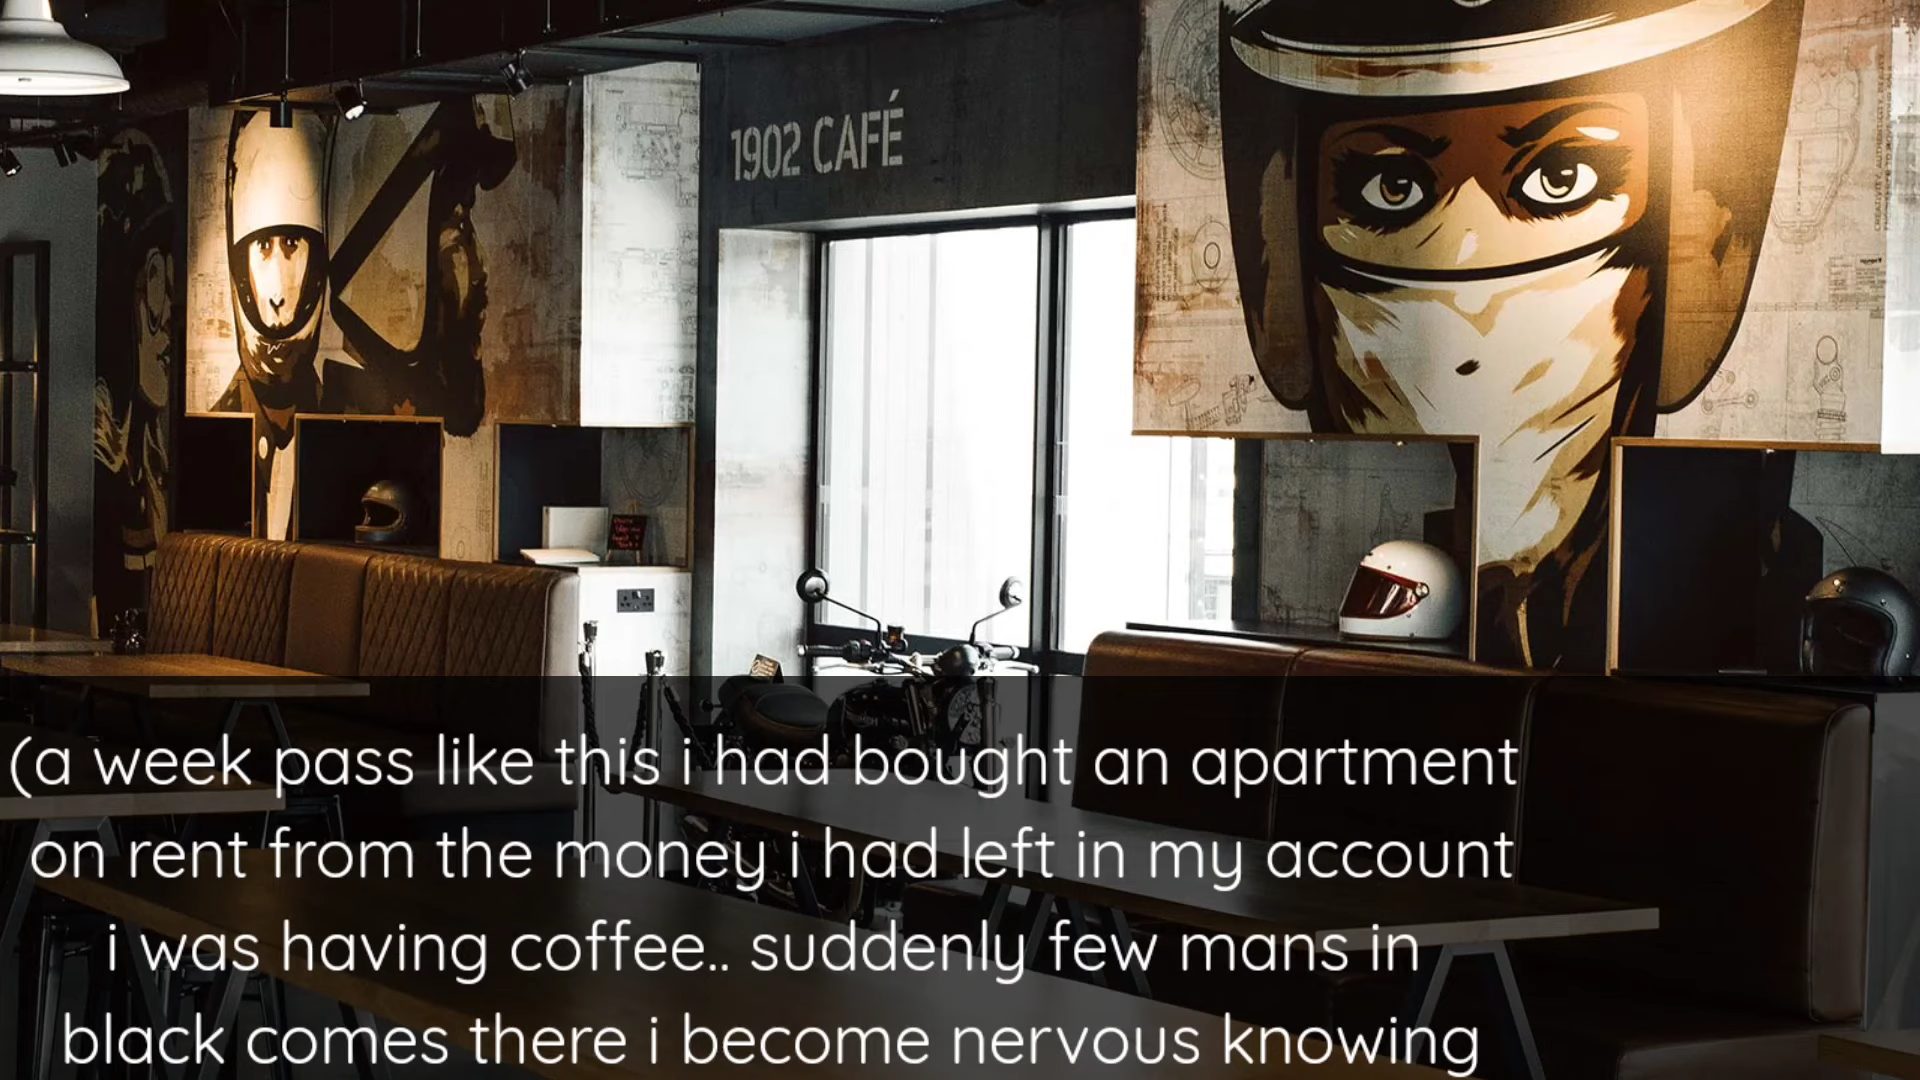 1902 CAFÉ
(a week pass like this i had bought an apartment
on rent from the money i had left in my account
i was having coffee.. suddenly few mans in
black comes there i become nervous knowing